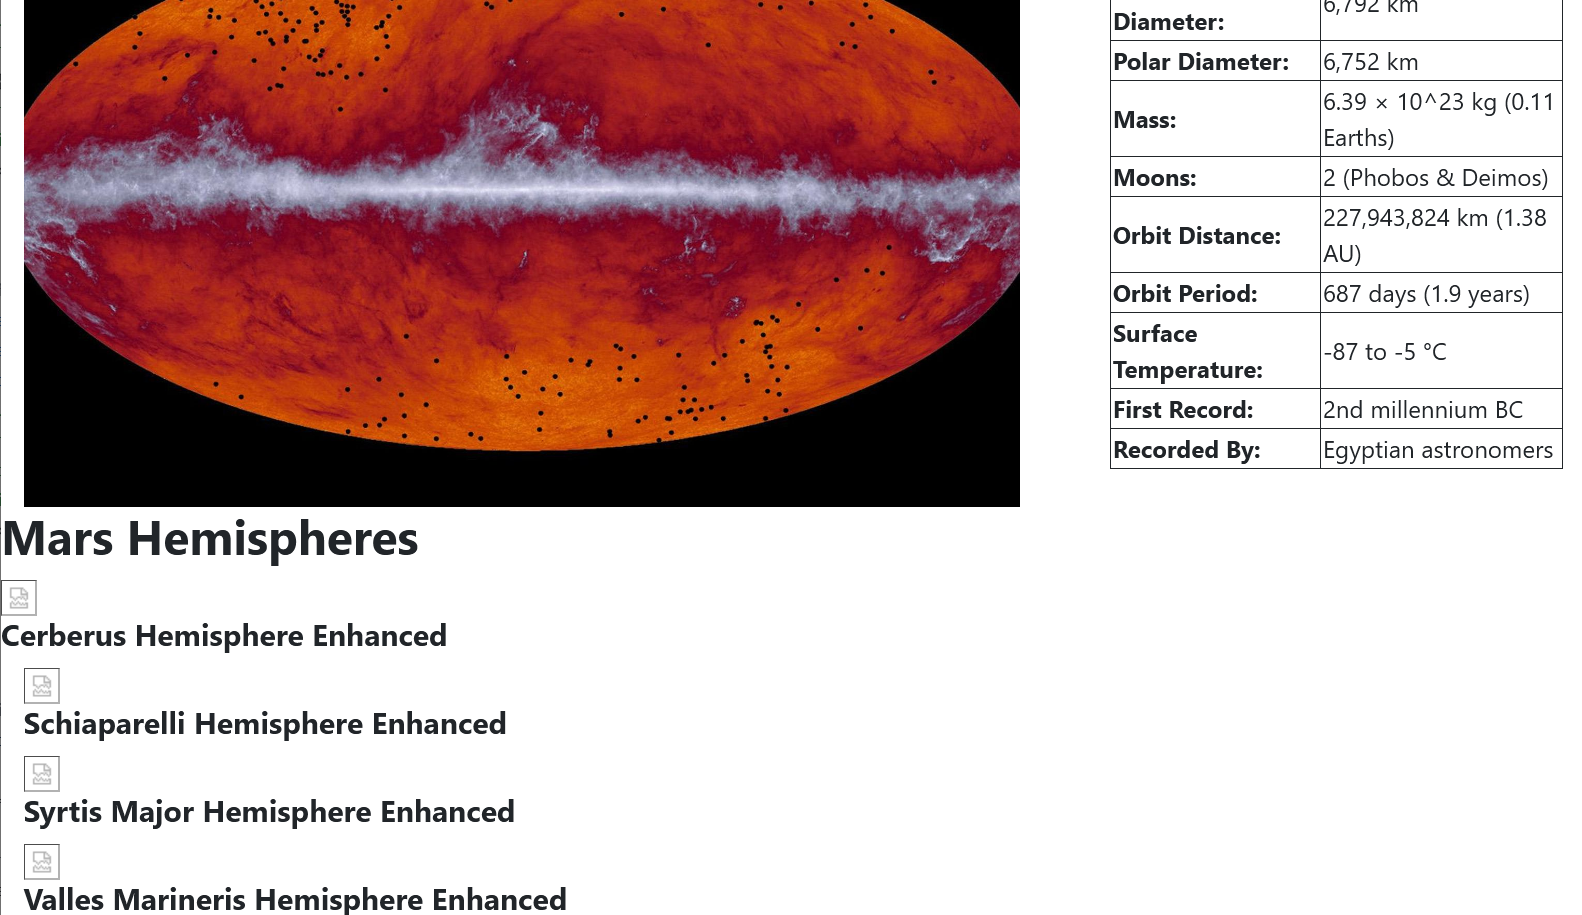 6,792 km
Diameter:
Polar Diameter: 6,752 km
Mass: 6.39 × 10^23 kg (0.11
Earths)
Moons: 2 (Phobos & Deimos)
Orbit Distance: 227,943,824 km (1.38
AU)
Orbit Period: 687 days (1.9 years)
Surface
Temperature: -87 to -5 °C
First Record: 2nd millennium BC
Recorded By: Egyptian astronomers
Mars Hemispheres
Cerberus Hemisphere Enhanced
Schiaparelli Hemisphere Enhanced
Syrtis Major Hemisphere Enhanced
Valles Marineris Hemisphere Enhanced